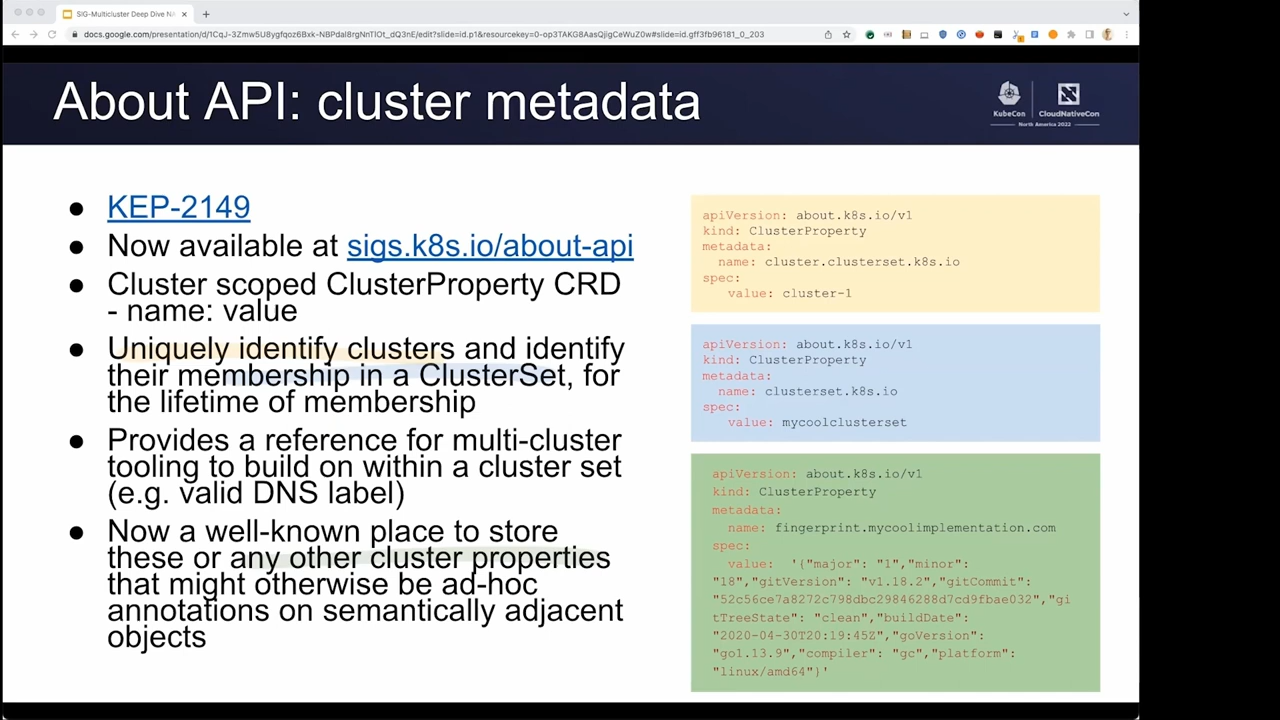 SIG-Multicluster Deep Dive NA
docs.google.com/presentation/d/1CqJ-3Zmw5U8ygfqoz6Bxk-N8Pdal8rgNnTlOt_dQ3nE/edit?slide=id.p1&resourcekey=0-op3TAKG8AasQjigCeWuZ0w#slide=id.gff3fb96181_0_203
About API: cluster metadata
KubeCon
CloudNativeCon
North America 2022
● KEP-2149
● Now available at sigs.k8s.io/about-api
● Cluster scoped ClusterProperty CRD
- name: value
● Uniquely identify clusters and identify
their membership in a ClusterSet, for
the lifetime of membership
● Provides a reference for multi-cluster
tooling to build on within a cluster set
(e.g. valid DNS label)
● Now a well-known place to store
these or any other cluster properties
that might otherwise be ad-hoc
annotations on semantically adjacent
objects
apiVersion: about.k8s.io/v1
kind: ClusterProperty
metadata:
name: cluster.clusterset.k8s.io
spec:
value: cluster-1
apiVersion: about.k8s.io/v1
kind: ClusterProperty
metadata:
name: clusterset.k8s.io
spec:
value: mycoolclusterset
apiVersion: about.k8s.io/v1
kind: ClusterProperty
metadata:
name: fingerprint.mycoolimplementation.com
spec:
value: '{"major": "1","minor":
"18","gitVersion": "v1.18.2","gitCommit":
"52c56ce7a8272c798dbc29846288d7cd9fbae032","gi
tTreeState": "clean","buildDate":
"2020-04-30T20:19:45Z","goVersion":
"go1.13.9","compiler": "gc","platform":
"linux/amd64"}'